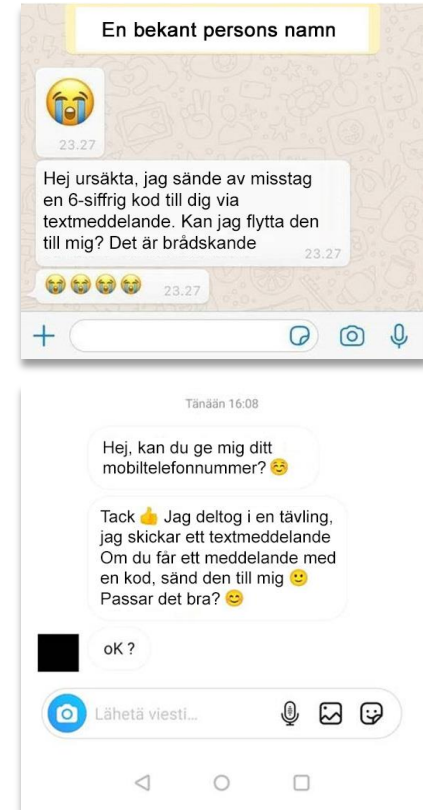 En bekant persons namn
😭
23.27
Hej ursäkta, jag sände av misstag
en 6-siffrig kod till dig via
textmeddelande. Kan jag flytta den
till mig? Det är brådskande
23.27
😭😭😭😭 23.27
Tänään 16:08
Hej, kan du ge mig ditt
mobiltelefonnummer? ☺️
Tack 👍 Jag deltog i en tävling,
jag skickar ett textmeddelande
Om du får ett meddelande med
en kod, sänd den till mig 🙂
Passar det bra? 😊
oK ?
Lähetä viesti...